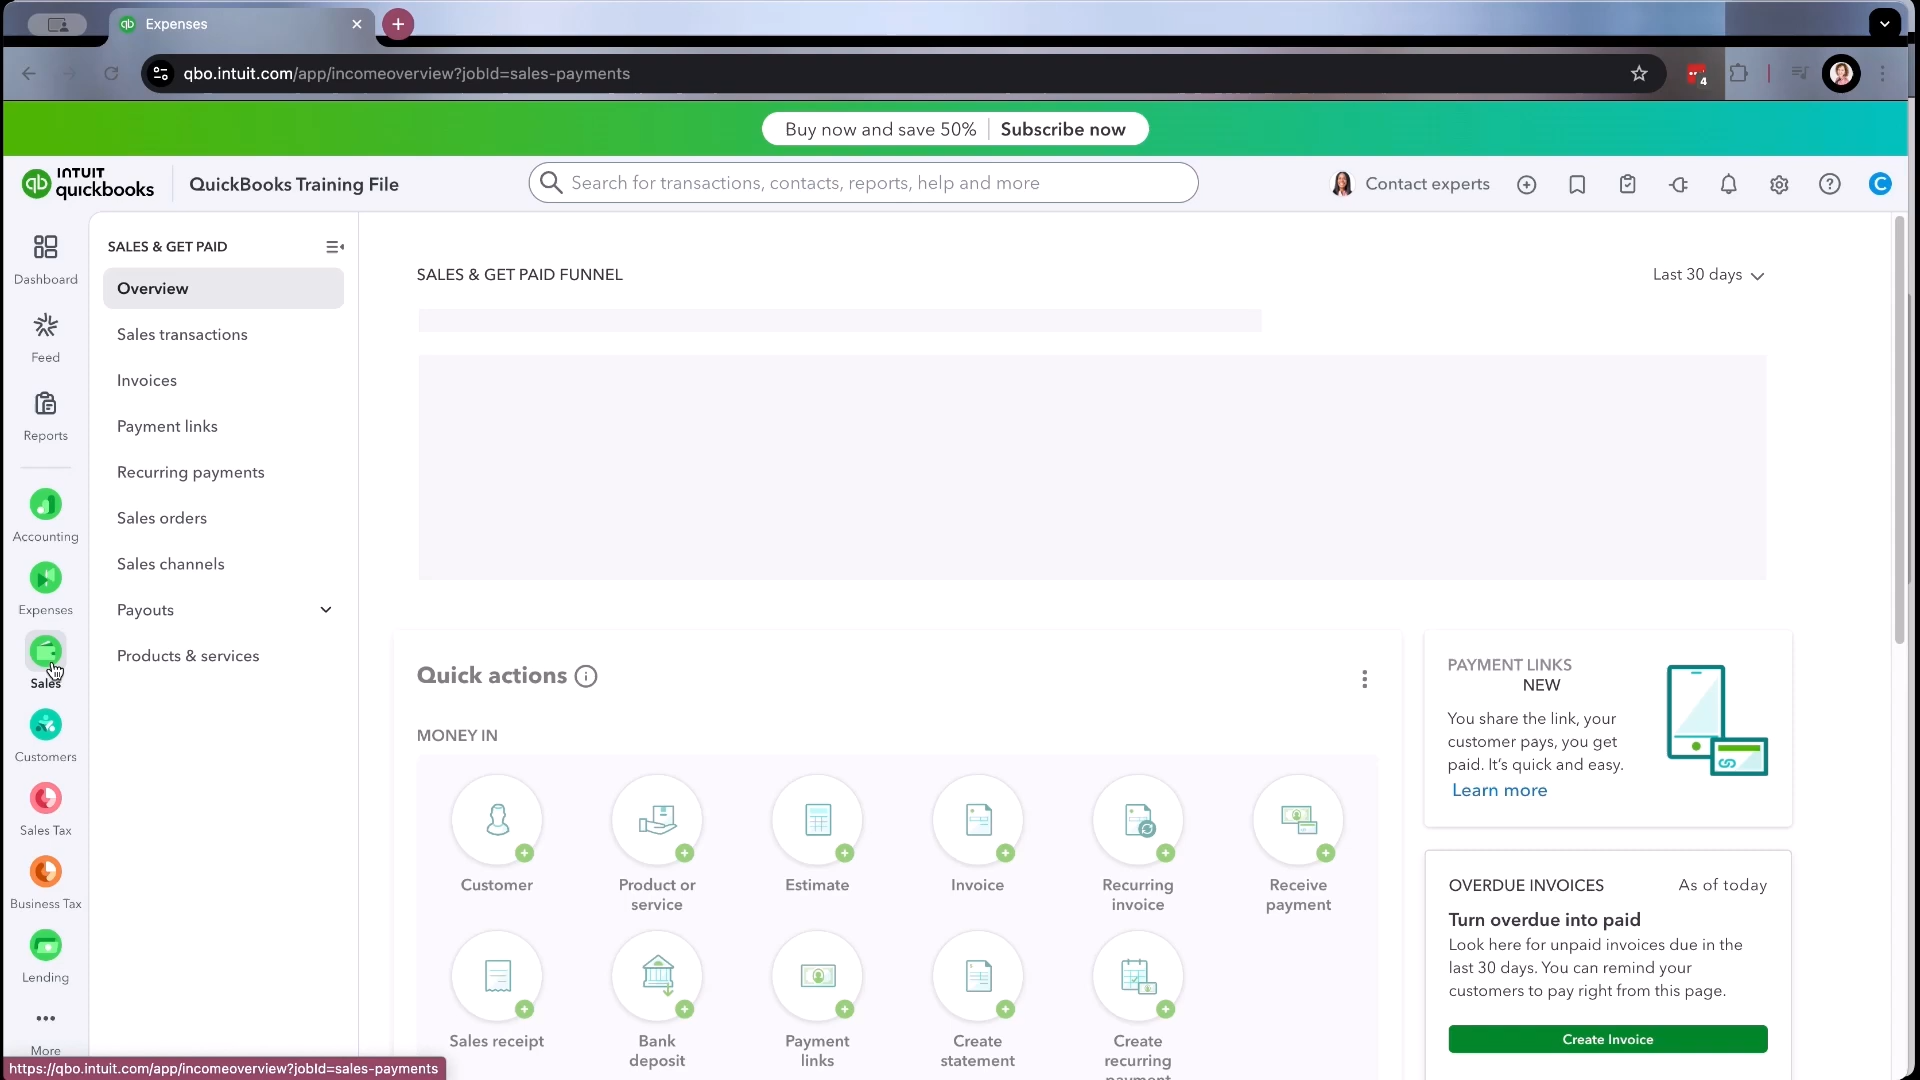 Expenses
qbo.intuit.com/app/incomeoverview?jobId=sales-payments
4
Buy now and save 50% Subscribe now
INTUIT
quickbooks
QuickBooks Training File
Search for transactions, contacts, reports, help and more
Contact experts
C
Dashboard
Feed
Reports
Accounting
Expenses
Sales
Customers
Sales Tax
Business Tax
Lending
More
SALES & GET PAID
Overview
Sales transactions
Invoices
Payment links
Recurring payments
Sales orders
Sales channels
Payouts
Products & services
SALES & GET PAID FUNNEL
Last 30 days
Quick actions
MONEY IN
Customer
Product or
service
Estimate
Invoice
Recurring
invoice
Receive
payment
Sales receipt
Bank
deposit
Payment
links
Create
statement
Create
recurring
payment
PAYMENT LINKS
NEW
You share the link, your
customer pays, you get
paid. It's quick and easy.
Learn more
OVERDUE INVOICES
As of today
Turn overdue into paid
Look here for unpaid invoices due in the
last 30 days. You can remind your
customers to pay right from this page.
Create Invoice
https://qbo.intuit.com/app/incomeoverview?jobId=sales-payments